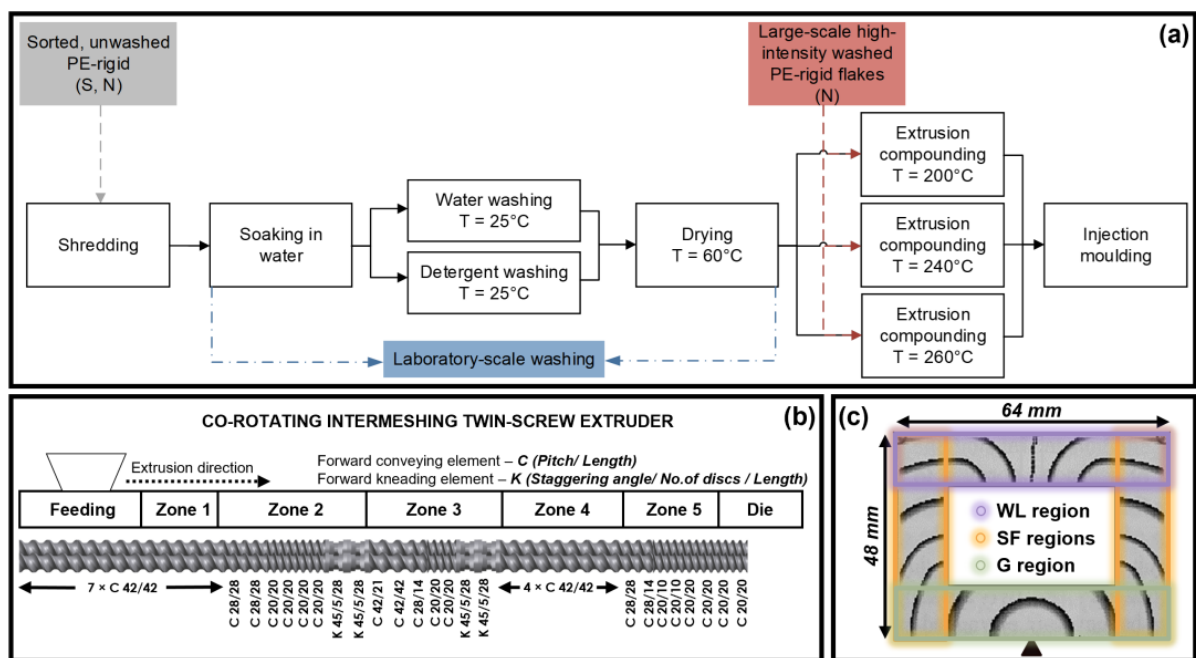 (a)
Sorted, unwashed
PE-rigid
(S, N)
Large-scale high-
intensity washed
PE-rigid flakes
(N)
Shredding
Soaking in
water
Water washing
T = 25°C
Detergent washing
T = 25°C
Drying
T = 60°C
Extrusion
compounding
T = 200°C
Extrusion
compounding
T = 240°C
Extrusion
compounding
T = 260°C
Injection
moulding
Laboratory-scale washing
(b)
CO-ROTATING INTERMESHING TWIN-SCREW EXTRUDER
Extrusion direction
Forward conveying element – C (Pitch/ Length)
Forward kneading element – K (Staggering angle/ No.of discs / Length)
Feeding
Zone 1
Zone 2
Zone 3
Zone 4
Zone 5
Die
7 × C 42/42
C 28/28
C 28/28
C 20/20
C 20/20
C 20/20
C 20/20
K 45/5/28
K 45/5/28
C 42/21
C 42/42
C 28/14
C 20/20
C 20/20
K 45/5/28
K 45/5/28
4 × C 42/42
C 28/28
C 28/14
C 20/10
C 20/10
C 20/20
C 20/20
C 20/20
C 20/20
(c)
64 mm
48 mm
WL region
SF regions
G region